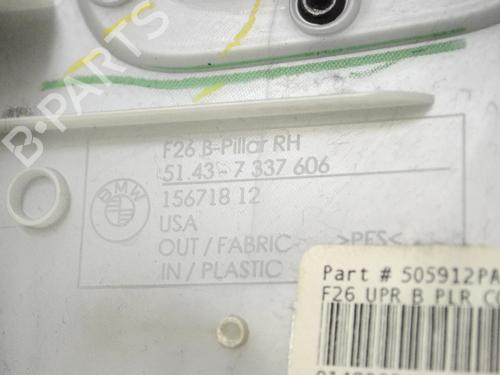 F26 B-Pillar RH
51.43-7 337 606
BMW
156718 12
USA
OUT / FABRIC >PES<
IN / PLASTIC
Part # 505912PA
F26 UPR B PLR
B-PARTS